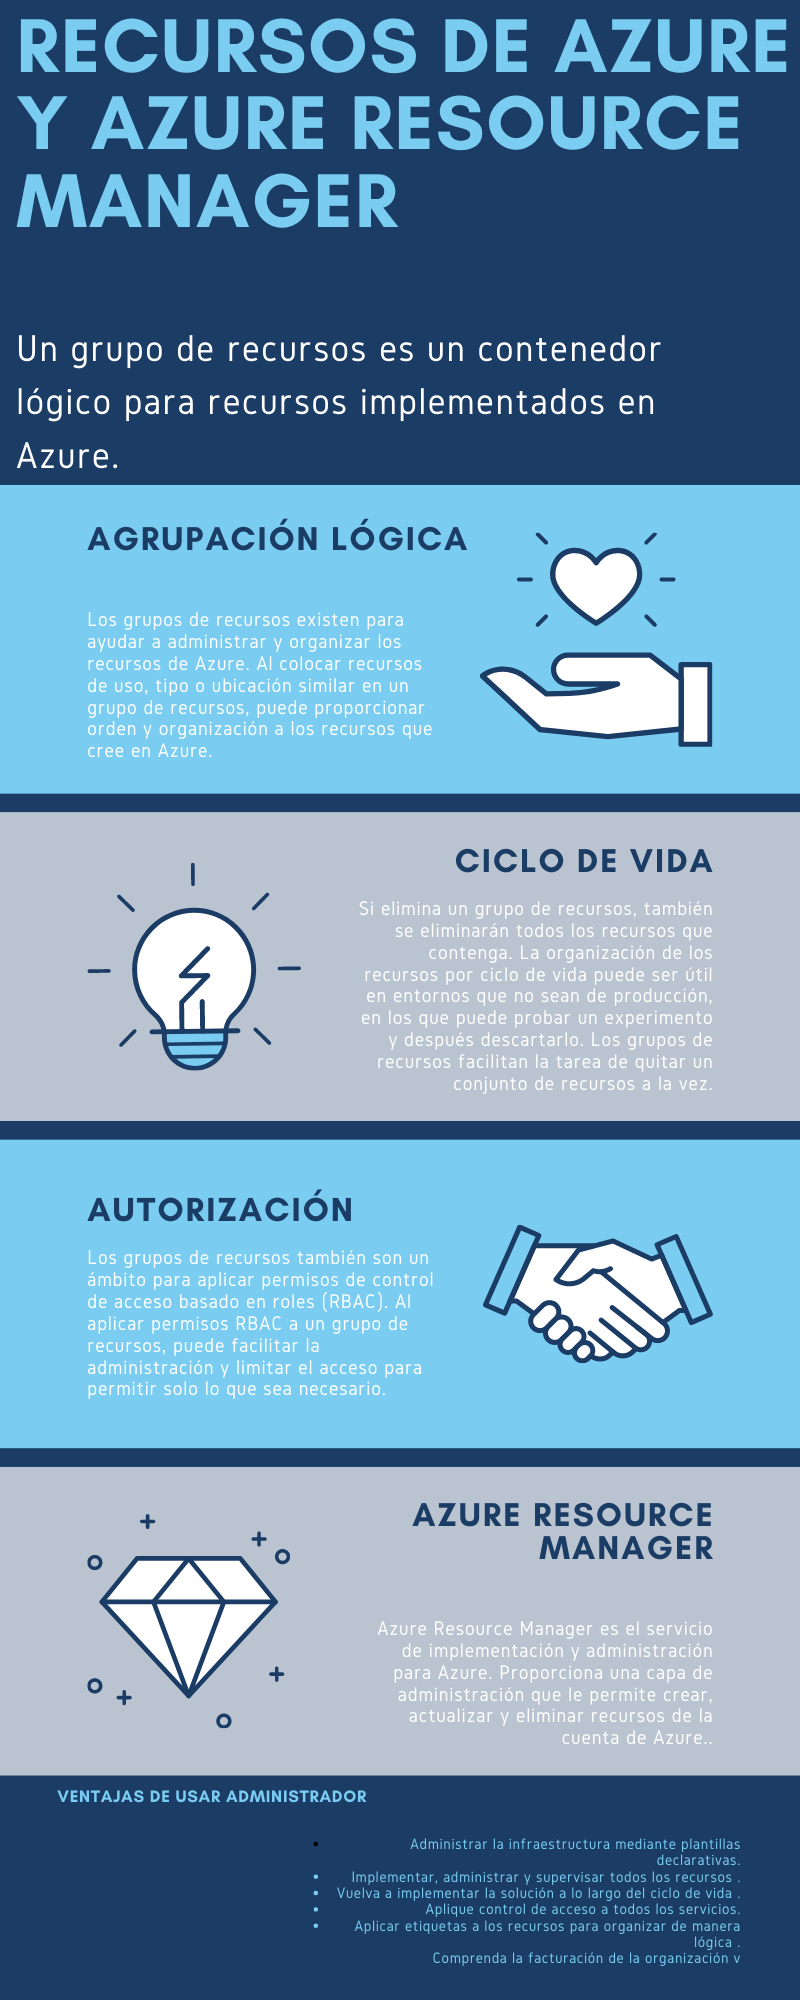 RECURSOS DE AZURE
Y AZURE RESOURCE
MANAGER
Un grupo de recursos es un contenedor
lógico para recursos implementados en
Azure.
AGRUPACIÓN LÓGICA
Los grupos de recursos existen para
ayudar a administrar y organizar los
recursos de Azure. Al colocar recursos
de uso, tipo o ubicación similar en un
grupo de recursos, puede proporcionar
orden y organización a los recursos que
cree en Azure.
CICLO DE VIDA
Si elimina un grupo de recursos, también
se eliminarán todos los recursos que
contenga. La organización de los
recursos por ciclo de vida puede ser útil
en entornos que no sean de producción,
en los que puede probar un experimento
y después descartarlo. Los grupos de
recursos facilitan la tarea de quitar un
conjunto de recursos a la vez.
AUTORIZACIÓN
Los grupos de recursos también son un
ámbito para aplicar permisos de control
de acceso basado en roles (RBAC). Al
aplicar permisos RBAC a un grupo de
recursos, puede facilitar la
administración y limitar el acceso para
permitir solo lo que sea necesario.
AZURE RESOURCE
MANAGER
Azure Resource Manager es el servicio
de implementación y administración
para Azure. Proporciona una capa de
administración que le permite crear,
actualizar y eliminar recursos de la
cuenta de Azure..
VENTAJAS DE USAR ADMINISTRADOR
• Administrar la infraestructura mediante plantillas
declarativas.
• Implementar, administrar y supervisar todos los recursos .
• Vuelva a implementar la solución a lo largo del ciclo de vida .
• Aplique control de acceso a todos los servicios.
• Aplicar etiquetas a los recursos para organizar de manera
lógica .
Comprenda la facturación de la organización v